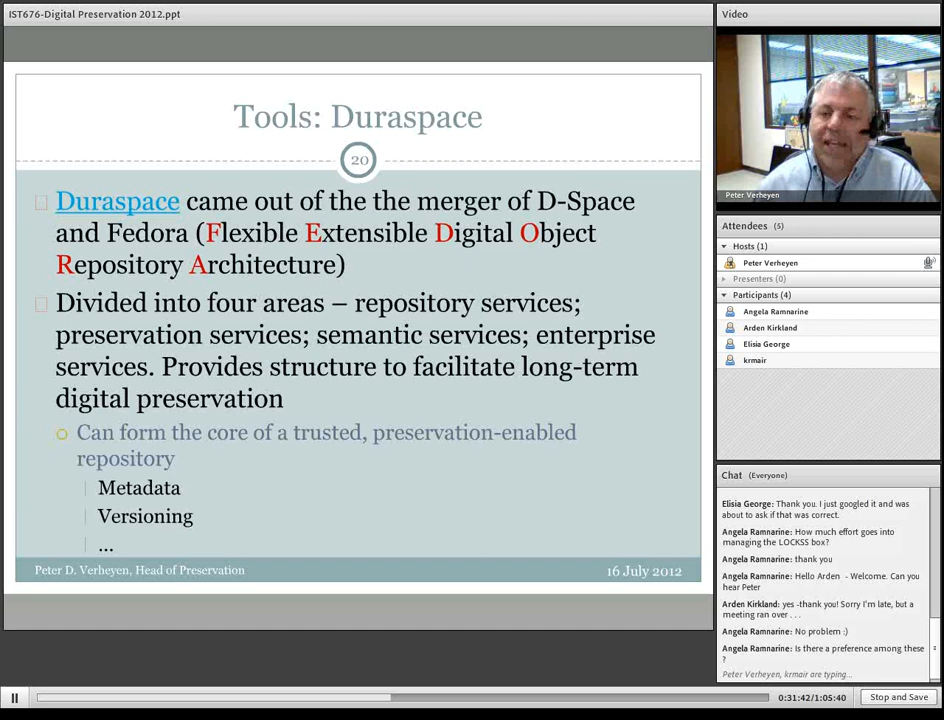 IST676-Digital Preservation 2012.ppt
Tools: Duraspace
20
Duraspace came out of the the merger of D-Space
and Fedora (Flexible Extensible Digital Object
Repository Architecture)
Divided into four areas – repository services;
preservation services; semantic services; enterprise
services. Provides structure to facilitate long-term
digital preservation
Can form the core of a trusted, preservation-enabled
repository
Metadata
Versioning
...
Peter D. Verheyen, Head of Preservation
16 July 2012
Video
Peter Verheyen
Attendees (5)
Hosts (1)
Peter Verheyen
Presenters (0)
Participants (4)
Angela Ramnarine
Arden Kirkland
Elisia George
krmair
Chat (Everyone)
Elisia George: Thank you. I just googled it and was
about to ask if that was correct.
Angela Ramnarine: How much effort goes into
managing the LOCKSS box?
Angela Ramnarine: thank you
Angela Ramnarine: Hello Arden - Welcome. Can you
hear Peter
Arden Kirkland: yes -thank you! Sorry I'm late, but a
meeting ran over . . .
Angela Ramnarine: No problem :)
Angela Ramnarine: Is there a preference among these
?
Peter Verheyen, krmair are typing...
0:31:42/1:05:40
Stop and Save